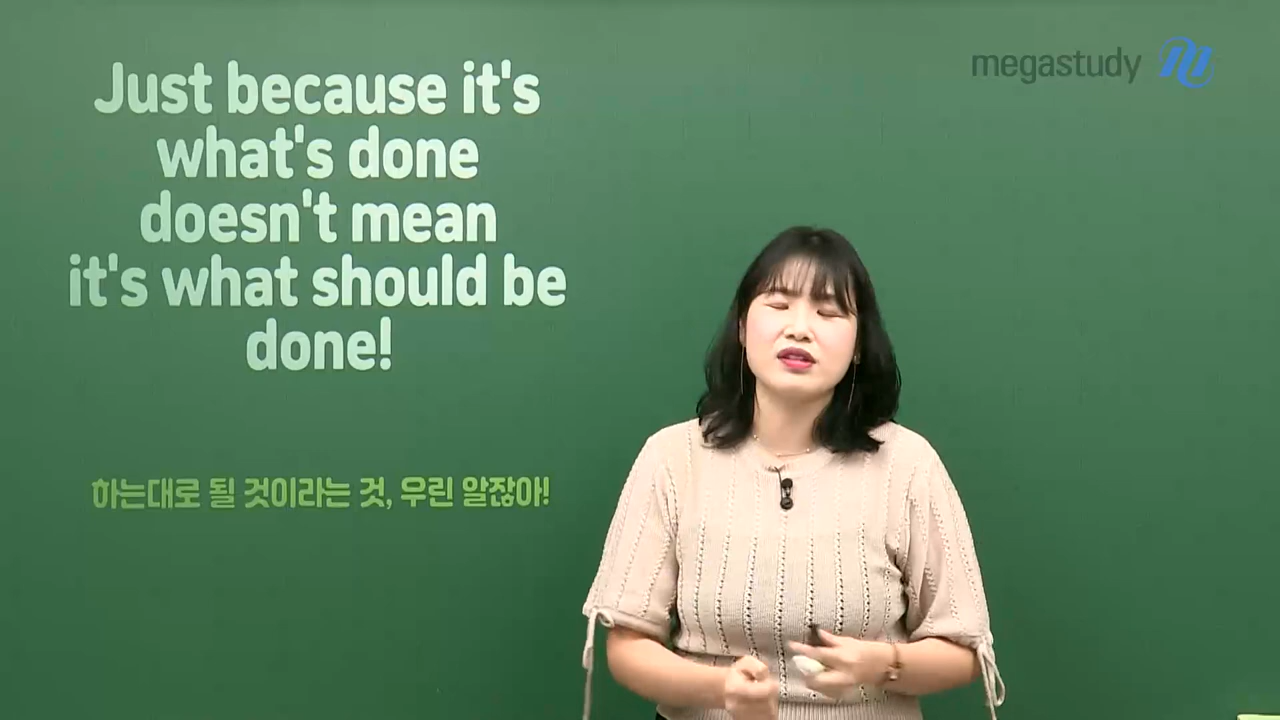 Just because it's
what's done
doesn't mean
it's what should be
done!
하는대로 될 것이라는 것, 우린 알잖아!
megastudy